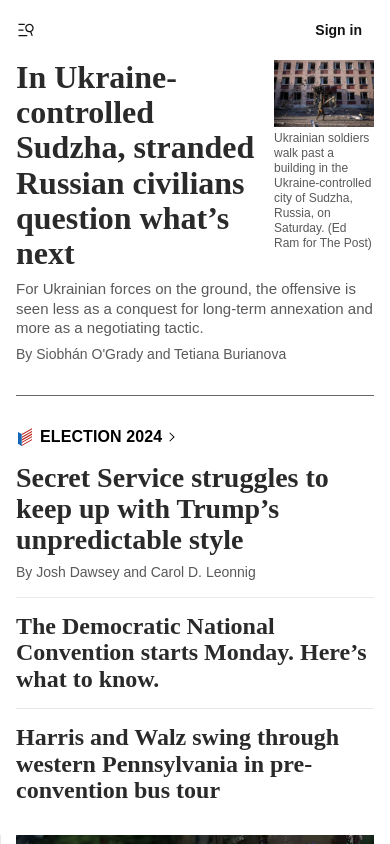 Sign in
In Ukraine-
controlled
Sudzha, stranded
Russian civilians
question what’s
next
Ukrainian soldiers
walk past a
building in the
Ukraine-controlled
city of Sudzha,
Russia, on
Saturday. (Ed
Ram for The Post)
For Ukrainian forces on the ground, the offensive is
seen less as a conquest for long-term annexation and
more as a negotiating tactic.
By Siobhán O'Grady and Tetiana Burianova
ELECTION 2024
Secret Service struggles to
keep up with Trump’s
unpredictable style
By Josh Dawsey and Carol D. Leonnig
The Democratic National
Convention starts Monday. Here’s
what to know.
Harris and Walz swing through
western Pennsylvania in pre-
convention bus tour